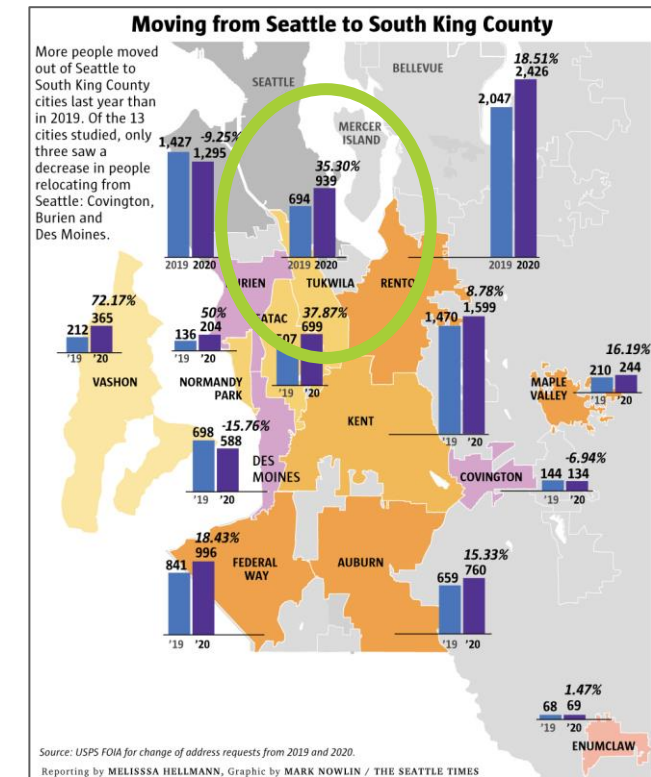 Moving from Seattle to South King County
More people moved
out of Seattle to
South King County
cities last year than
in 2019. Of the 13
cities studied, only
three saw a
decrease in people
relocating from
Seattle: Covington,
Burien and
Des Moines.
SEATTLE
BELLEVUE
MERCER
ISLAND
-9.25%
1,427
1,295
2019 2020
35.30%
694
939
2019 2020
18.51%
2,047
2,426
2019 2020
TUKWILA
72.17%
212
365
'19 '20
VASHON
50%
136
204
'19 '20
NORMANDY
PARK
37.87%
699
'19 '20
8.78%
1,470
1,599
'19 '20
KENT
16.19%
210
244
'19 '20
MAPLE
VALLEY
-15.76%
698
588
'19 '20
DES
MOINES
-6.94%
144
134
'19 '20
COVINGTON
18.43%
841
996
'19 '20
FEDERAL
WAY
AUBURN
15.33%
659
760
'19 '20
1.47%
68
69
'19 '20
ENUMCLAW
Source: USPS FOIA for change of address requests from 2019 and 2020.
Reporting by MELISSSA HELLMANN, Graphic by MARK NOWLIN / THE SEATTLE TIMES